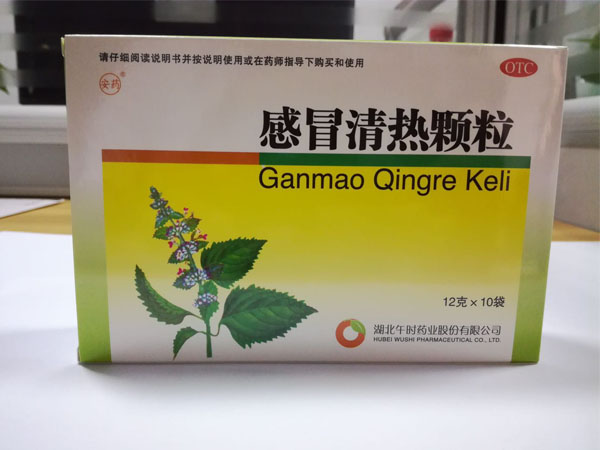 请仔细阅读说明书并按说明使用或在药师指导下购买和使用
OTC
安药®
感冒清热颗粒
Ganmao Qingre Keli
12克×10袋
湖北午时药业股份有限公司
HUBEI WUSHI PHARMACEUTICAL CO., LTD.